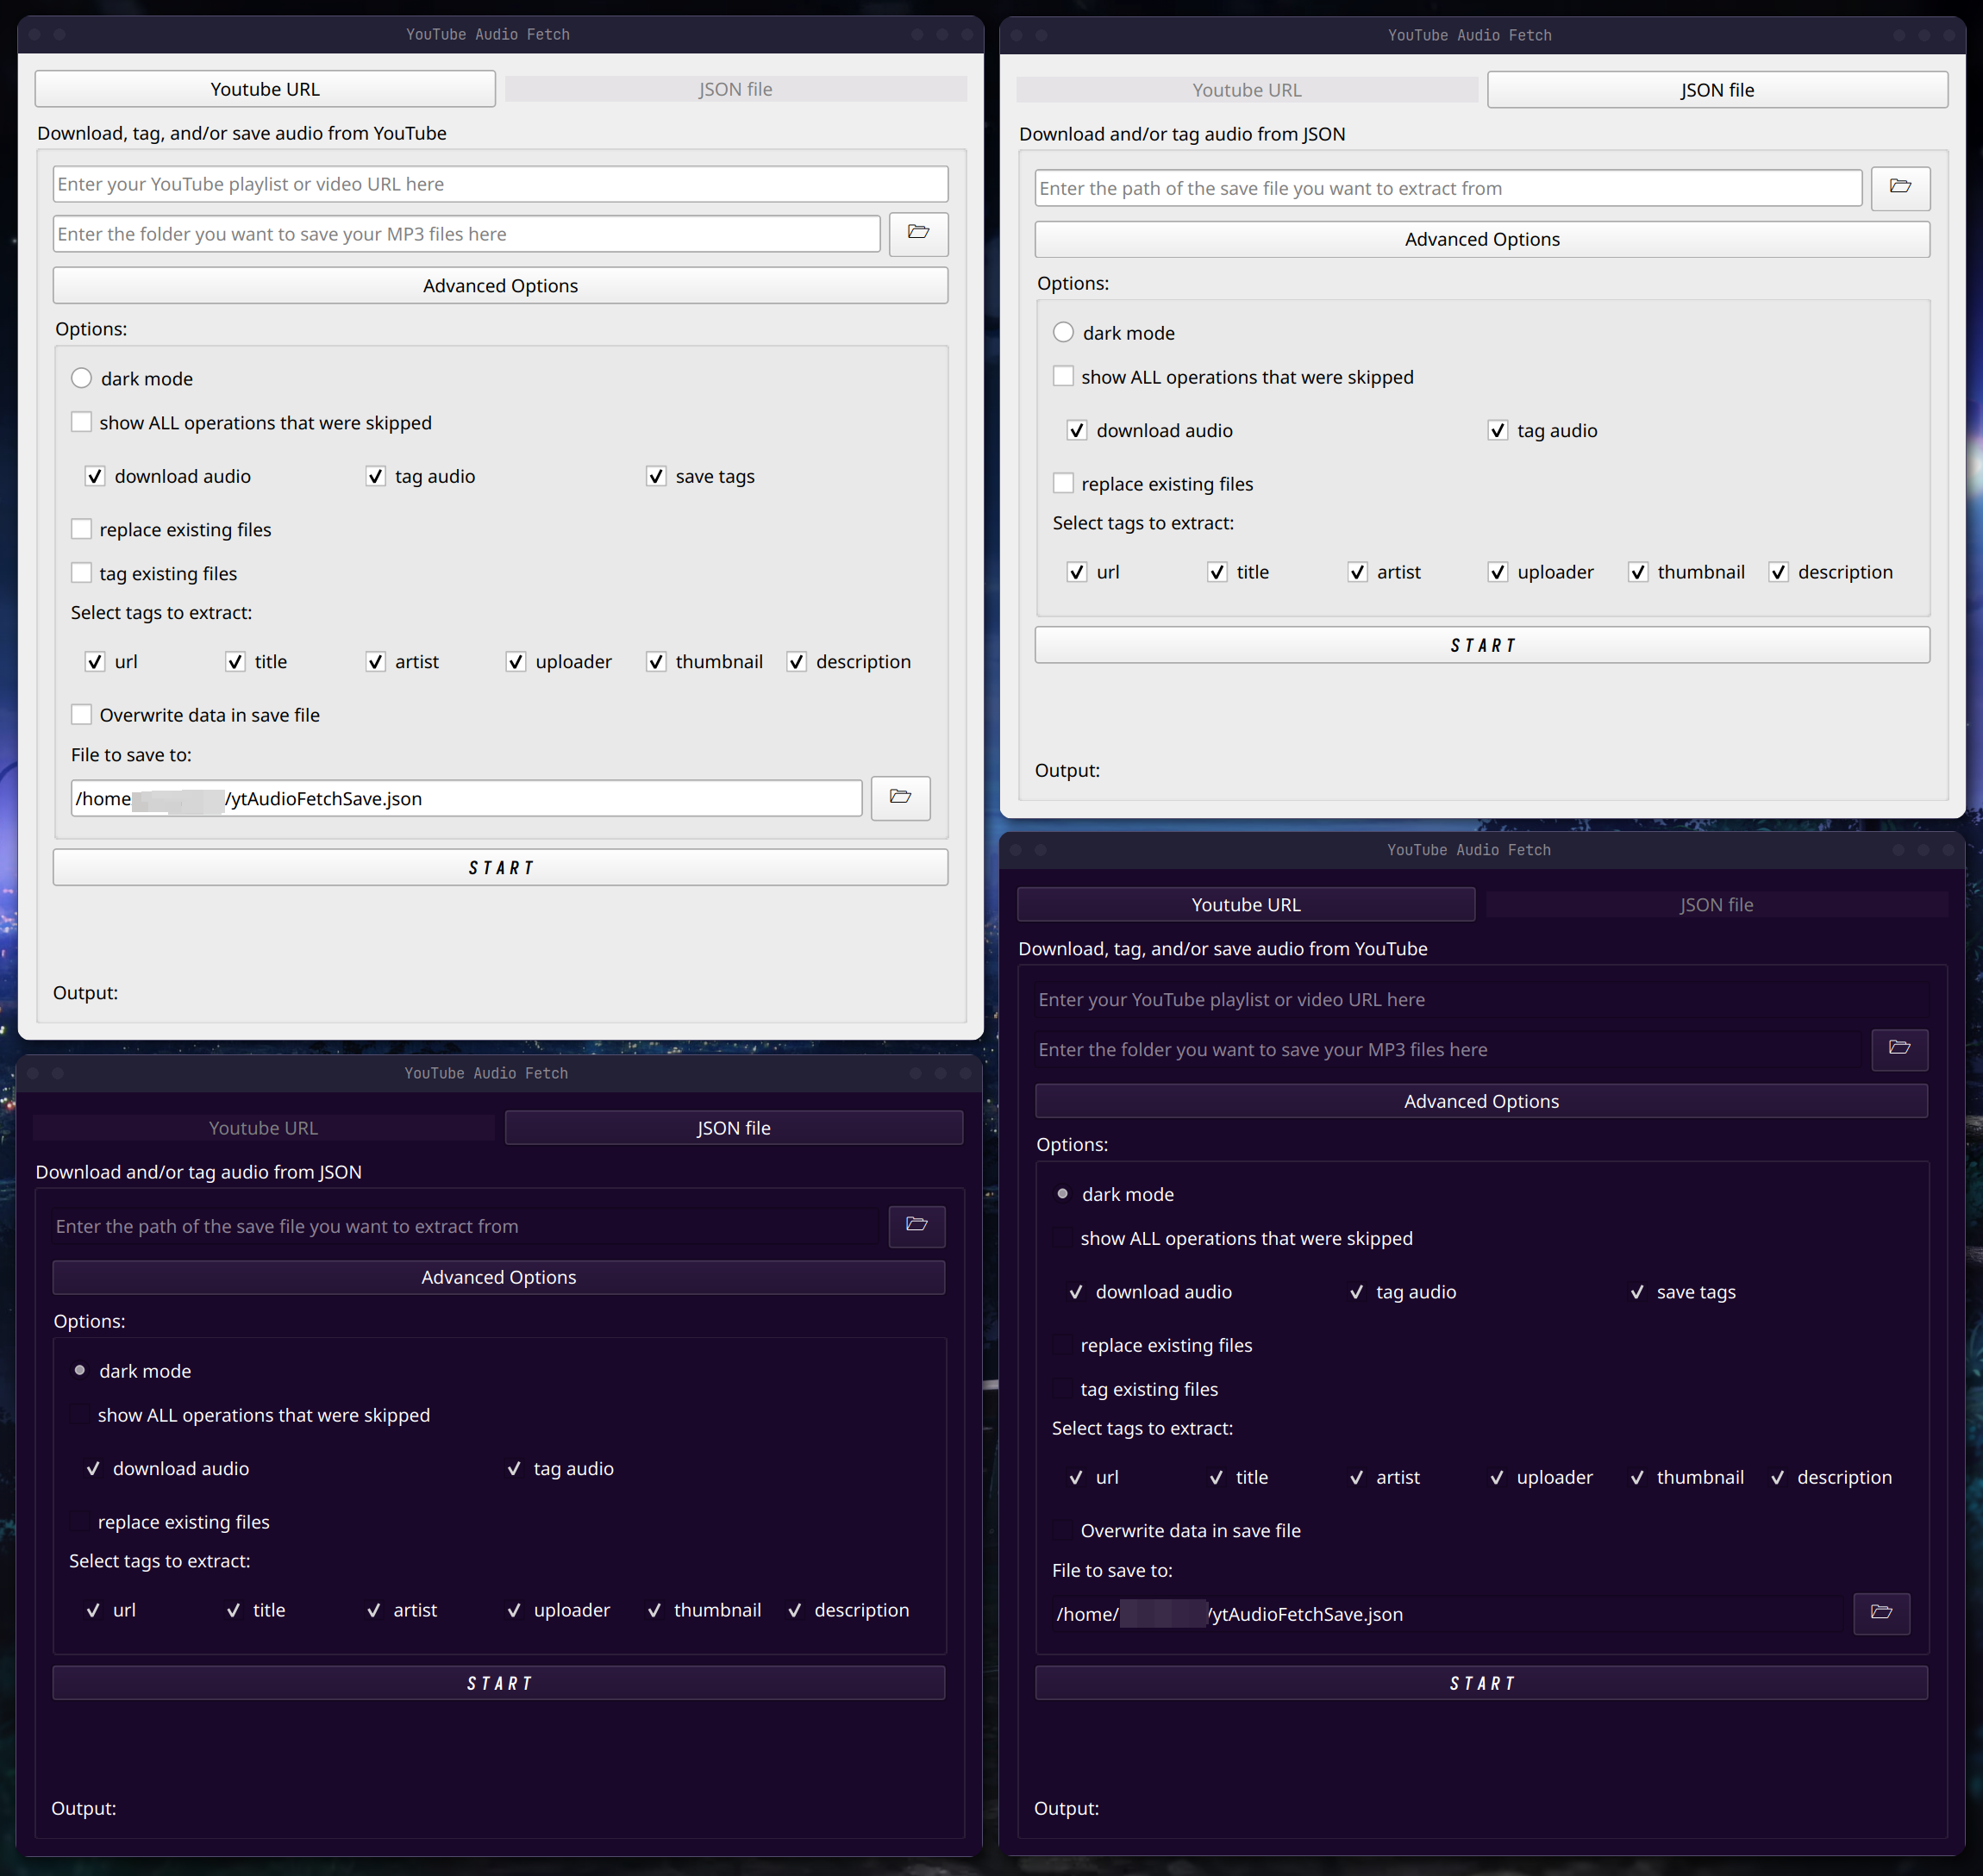 YouTube Audio Fetch
Youtube URL JSON file
Download, tag, and/or save audio from YouTube
Enter your YouTube playlist or video URL here
Enter the folder you want to save your MP3 files here
Advanced Options
Options:
dark mode
show ALL operations that were skipped
download audio tag audio save tags
replace existing files
tag existing files
Select tags to extract:
url title artist uploader thumbnail description
Overwrite data in save file
File to save to:
/home /ytAudioFetchSave.json
START
Output:
YouTube Audio Fetch
Youtube URL JSON file
Download and/or tag audio from JSON
Enter the path of the save file you want to extract from
Advanced Options
Options:
dark mode
show ALL operations that were skipped
download audio tag audio
replace existing files
Select tags to extract:
url title artist uploader thumbnail description
START
Output:
YouTube Audio Fetch
Youtube URL JSON file
Download and/or tag audio from JSON
Enter the path of the save file you want to extract from
Advanced Options
Options:
dark mode
show ALL operations that were skipped
download audio tag audio
replace existing files
Select tags to extract:
url title artist uploader thumbnail description
START
Output:
YouTube Audio Fetch
Youtube URL JSON file
Download, tag, and/or save audio from YouTube
Enter your YouTube playlist or video URL here
Enter the folder you want to save your MP3 files here
Advanced Options
Options:
dark mode
show ALL operations that were skipped
download audio tag audio save tags
replace existing files
tag existing files
Select tags to extract:
url title artist uploader thumbnail description
Overwrite data in save file
File to save to:
/home/ /ytAudioFetchSave.json
START
Output: